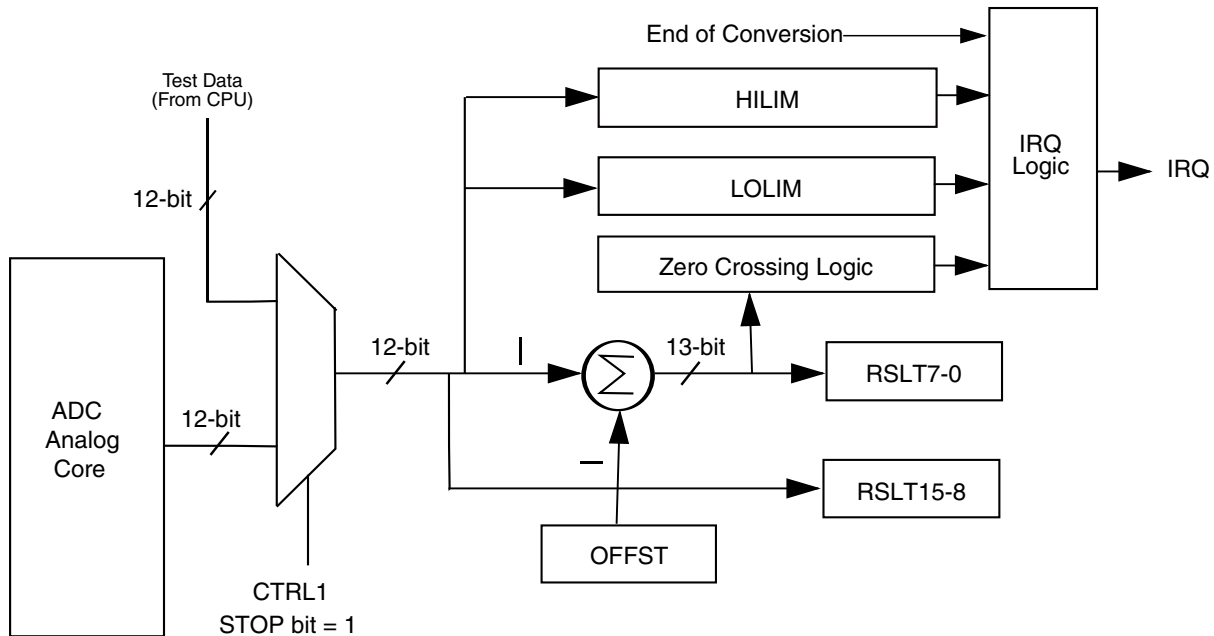 End of Conversion
Test Data
(From CPU)
HILIM
IRQ
Logic
IRQ
12-bit
LOLIM
Zero Crossing Logic
12-bit
13-bit
Σ
RSLT7-0
ADC
Analog
Core
12-bit
–
RSLT15-8
OFFST
CTRL1
STOP bit = 1